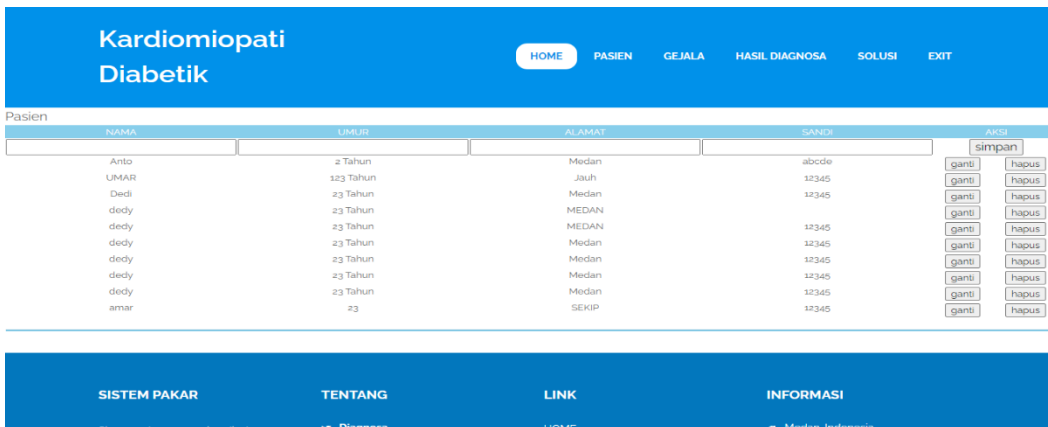 Kardiomiopati
Diabetik
HOME PASIEN GEJALA HASIL DIAGNOSA SOLUSI EXIT
Pasien
NAMA UMUR ALAMAT SANDI AKSI
simpan
Anto 2 Tahun Medan abcde ganti hapus
UMAR 123 Tahun Jauh 12345 ganti hapus
Dedi 23 Tahun Medan 12345 ganti hapus
dedy 23 Tahun MEDAN ganti hapus
dedy 23 Tahun MEDAN 12345 ganti hapus
dedy 23 Tahun Medan 12345 ganti hapus
dedy 23 Tahun Medan 12345 ganti hapus
dedy 23 Tahun Medan 12345 ganti hapus
dedy 23 Tahun Medan 12345 ganti hapus
amar 23 SEKIP 12345 ganti hapus
SISTEM PAKAR TENTANG LINK INFORMASI
Diagnosa HOME Medan, Indonesia